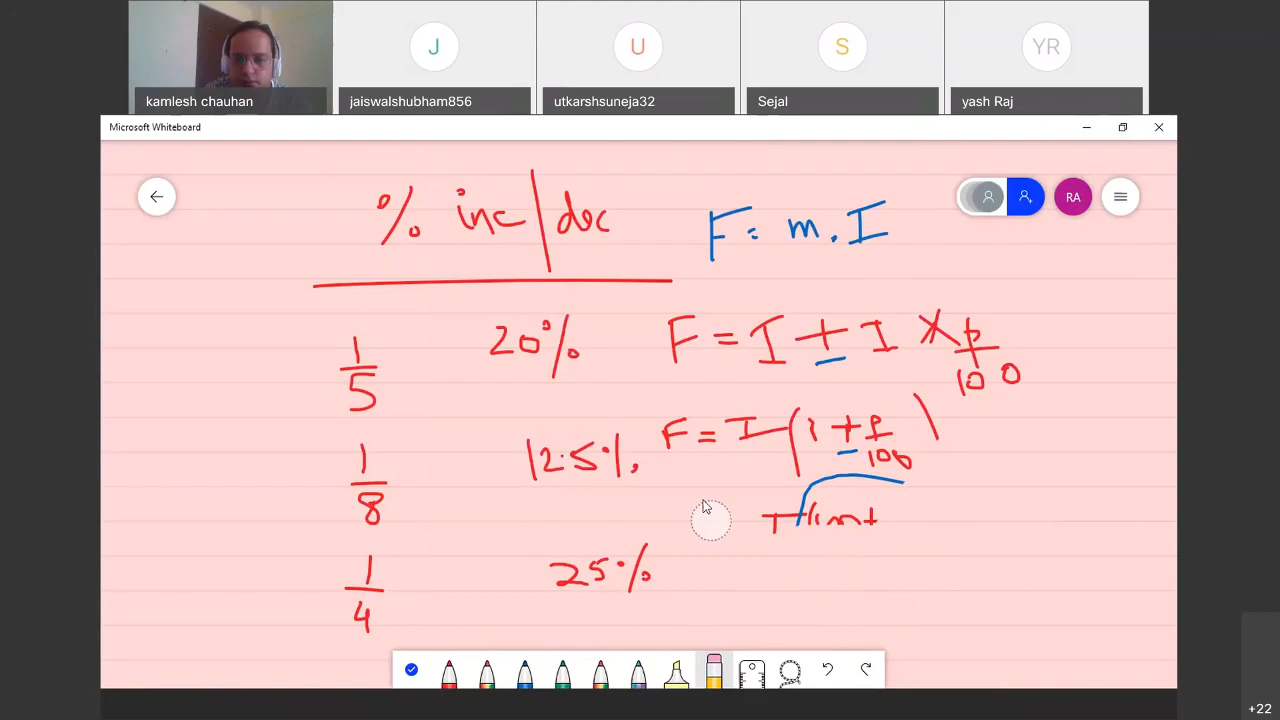 J
U
S
YR
kamlesh chauhan
jaiswalshubham856
utkarshsuneja32
Sejal
yash Raj
Microsoft Whiteboard
RA
% inc/dec
F = m.I
1/5
20%
F = I + I × p/100
1/8
12.5%
F = I(1 + p/100)
1/4
25%
+22